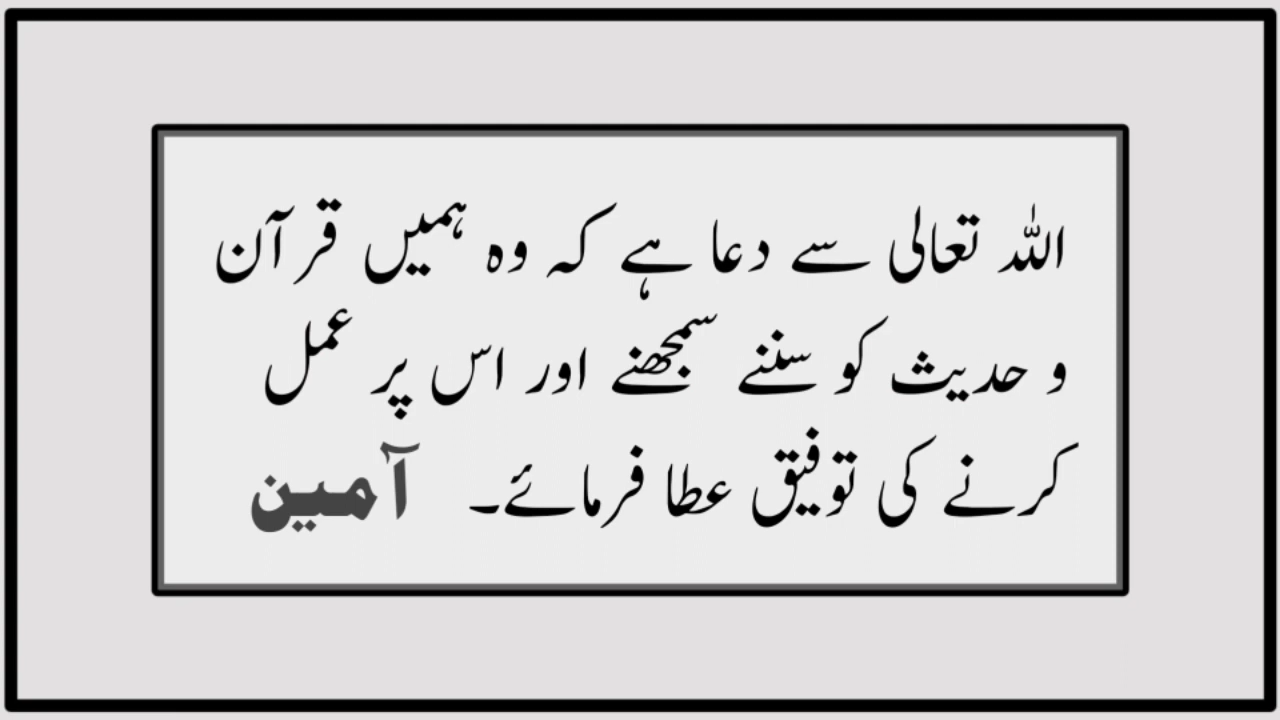 اللہ تعالی سے دعا ہے کہ وہ ہمیں قرآن
و حدیث کو سننے سمجھنے اور اس پر عمل
کرنے کی توفیق عطا فرمائے۔ آمین